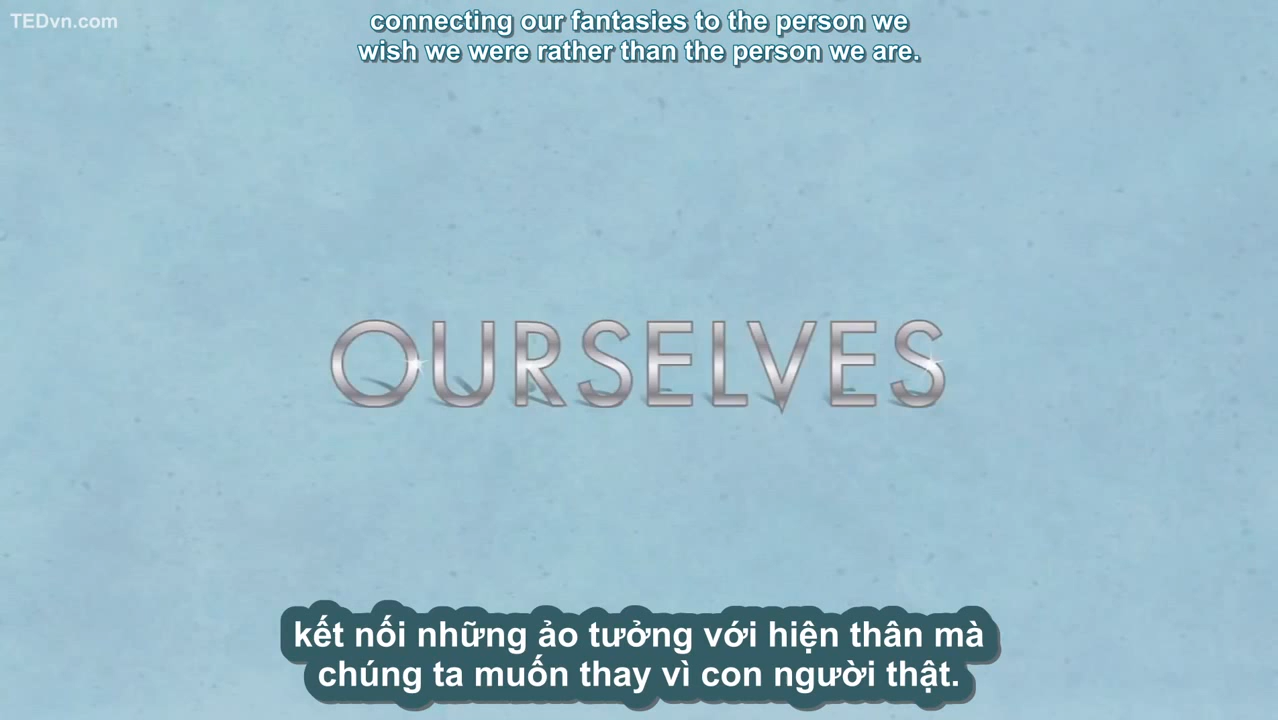 TEDvn.com
connecting our fantasies to the person we
wish we were rather than the person we are.
OURSELVES
kết nối những ảo tưởng với hiện thân mà
chúng ta muốn thay vì con người thật.